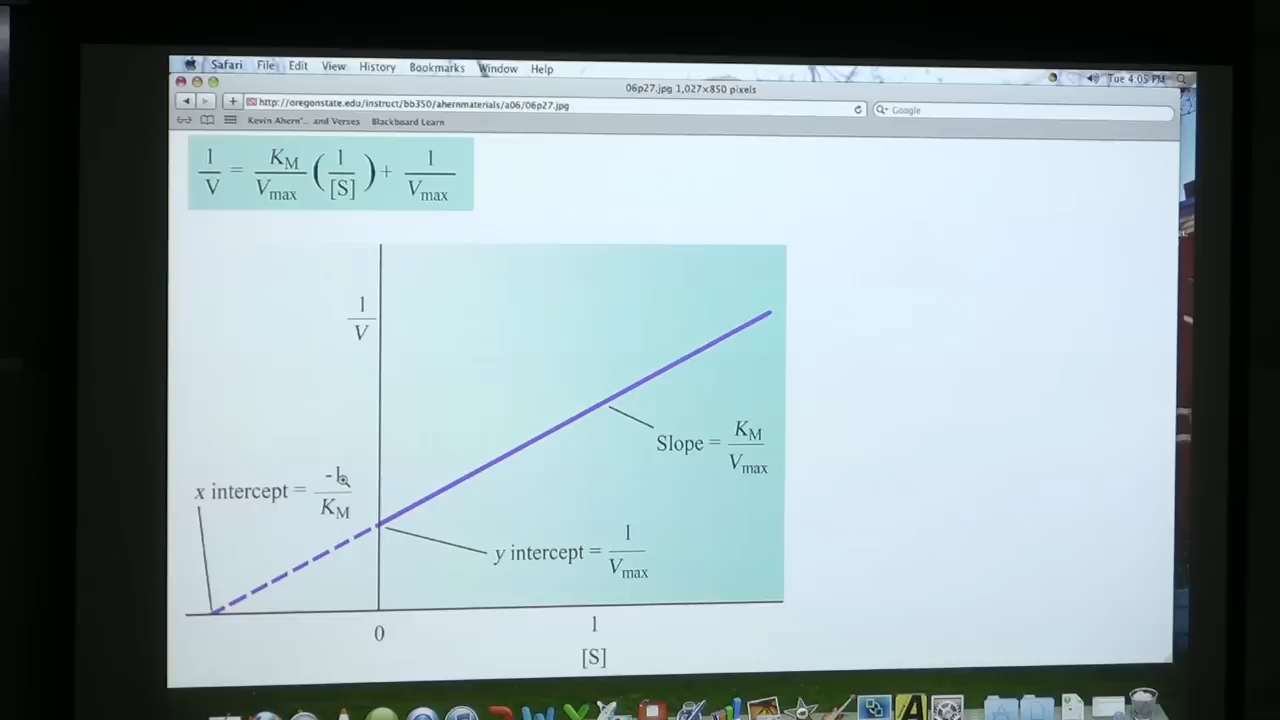 Safari File Edit View History Bookmarks Window Help
Tue 4:05 PM
06p27.jpg 1,027×850 pixels
http://oregonstate.edu/instruct/bb350/ahernmaterials/a06/06p27.jpg
Google
Kevin Ahern'... and Verses Blackboard Learn
1/V = K_M/V_max (1/[S]) + 1/V_max
1/V
Slope = K_M/V_max
x intercept = -1/K_M
y intercept = 1/V_max
0
1/[S]